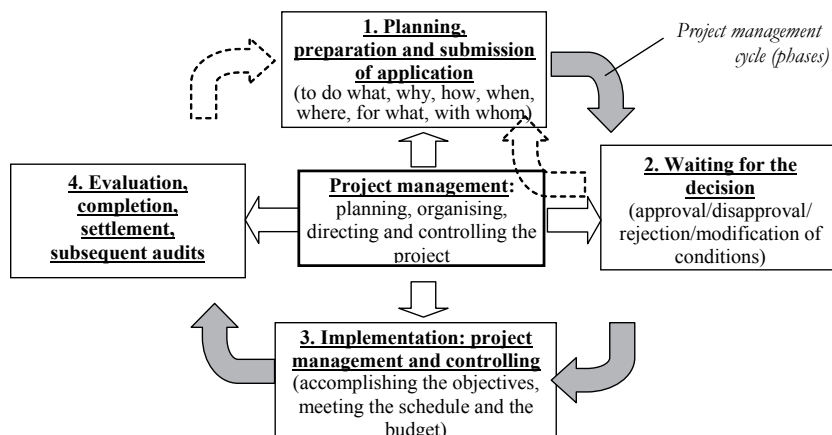 1. Planning,
preparation and submission
of application
(to do what, why, how, when,
where, for what, with whom)
Project management
cycle (phases)
4. Evaluation,
completion,
settlement,
subsequent audits
Project management:
planning, organising,
directing and controlling the
project
2. Waiting for the
decision
(approval/disapproval/
rejection/modification of
conditions)
3. Implementation: project
management and controlling
(accomplishing the objectives,
meeting the schedule and the
budget)